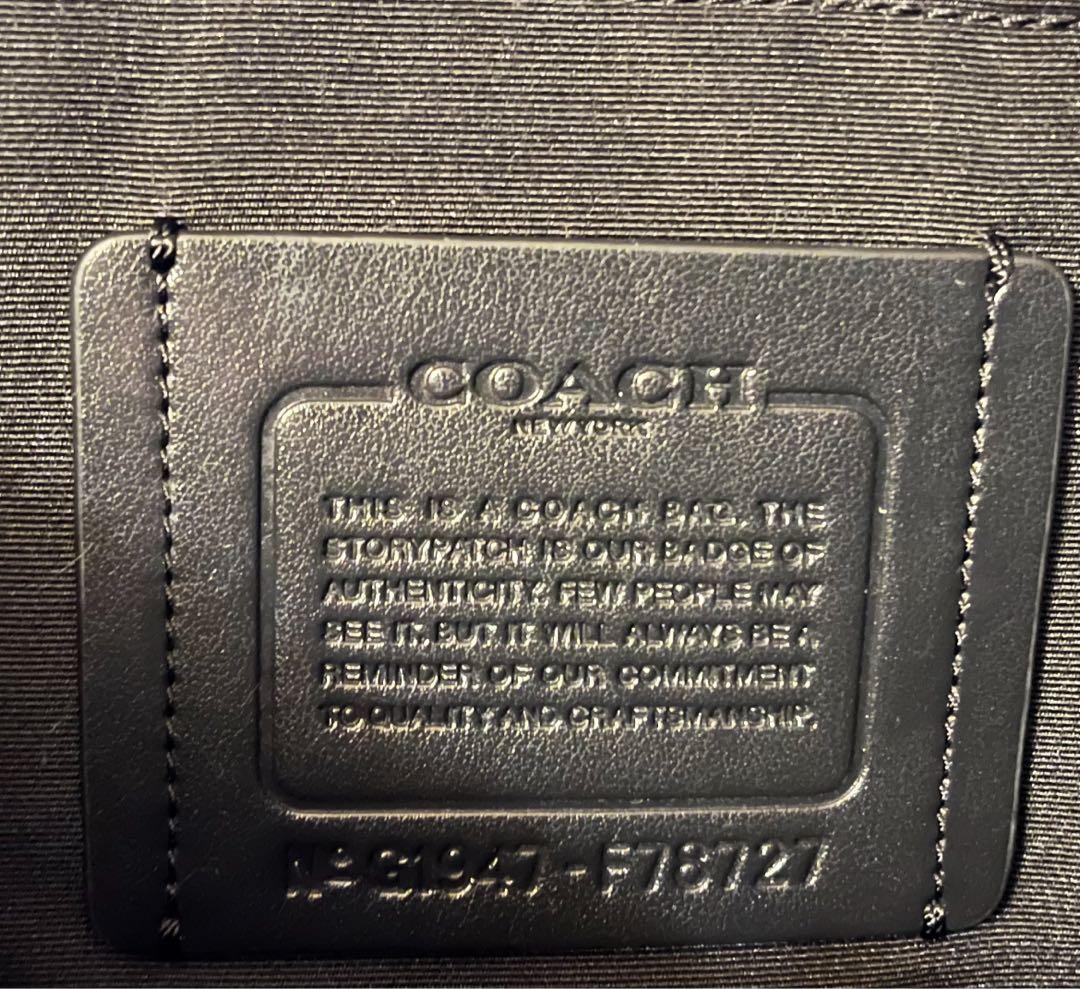 COACH
NEW YORK
THIS IS A COACH BAG. THE
STORYPATCH IS OUR BADGE OF
AUTHENTICITY. FEW PEOPLE MAY
SEE IT, BUT IT WILL ALWAYS BE A
REMINDER OF OUR COMMITMENT
TO QUALITY AND CRAFTSMANSHIP.
Nº G1947 - F78727